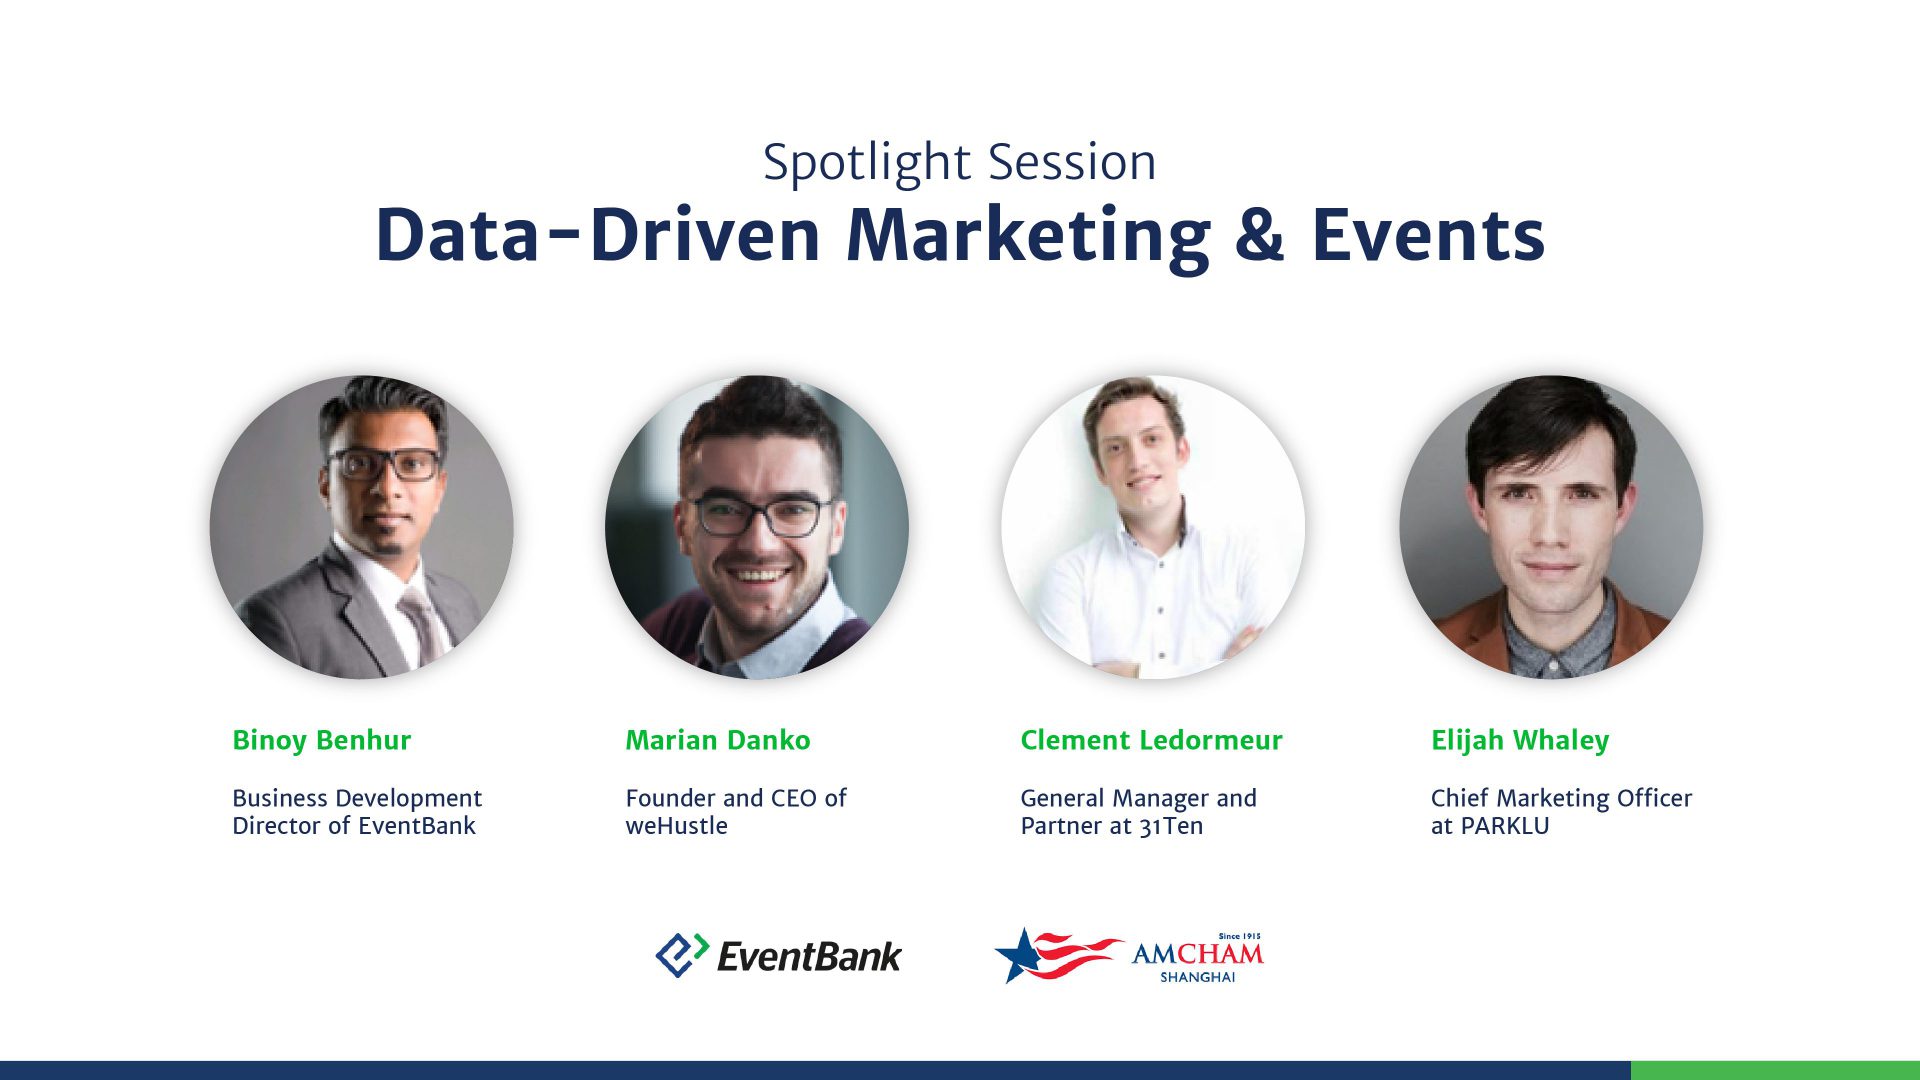 Spotlight Session
Data-Driven Marketing & Events
Binoy Benhur
Business Development
Director of EventBank
Marian Danko
Founder and CEO of
weHustle
Clement Ledormeur
General Manager and
Partner at 31Ten
Elijah Whaley
Chief Marketing Officer
at PARKLU
EventBank
Since 1915
AMCHAM
SHANGHAI